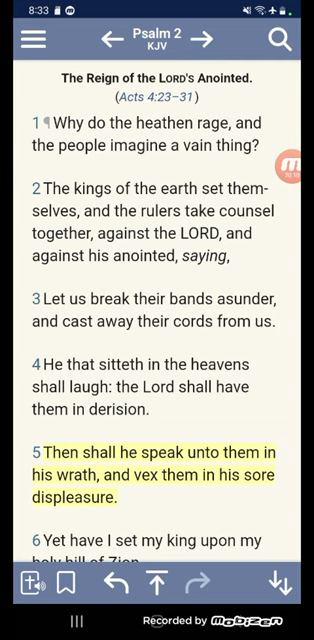 8:33
Psalm 2
KJV
The Reign of the LORD's Anointed.
(Acts 4:23–31)
1 ¶ Why do the heathen rage, and
the people imagine a vain thing?
2 The kings of the earth set them-
selves, and the rulers take counsel
together, against the LORD, and
against his anointed, saying,
3 Let us break their bands asunder,
and cast away their cords from us.
4 He that sitteth in the heavens
shall laugh: the Lord shall have
them in derision.
5 Then shall he speak unto them in
his wrath, and vex them in his sore
displeasure.
6 Yet have I set my king upon my
holy hill of Zion.
Recorded by mobizen